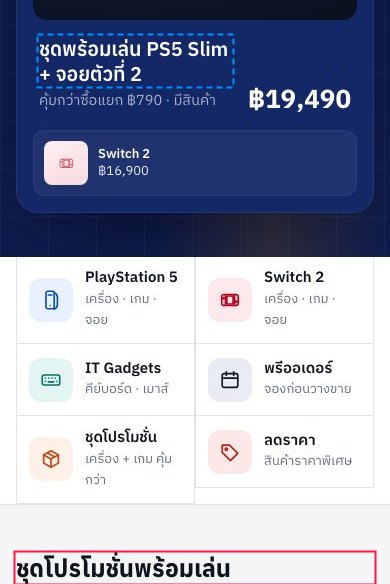 ชุดพร้อมเล่น PS5 Slim
+ จอยตัวที่ 2
คุ้มกว่าซื้อแยก ฿790 · มีสินค้า
฿19,490
Switch 2
฿16,900
PlayStation 5
เครื่อง · เกม ·
จอย
Switch 2
เครื่อง · เกม ·
จอย
IT Gadgets
คีย์บอร์ด · เมาส์
พรีออเดอร์
จองก่อนวางขาย
ชุดโปรโมชั่น
เครื่อง + เกม คุ้ม
กว่า
ลดราคา
สินค้าราคาพิเศษ
ชุดโปรโมชั่นพร้อมเล่น